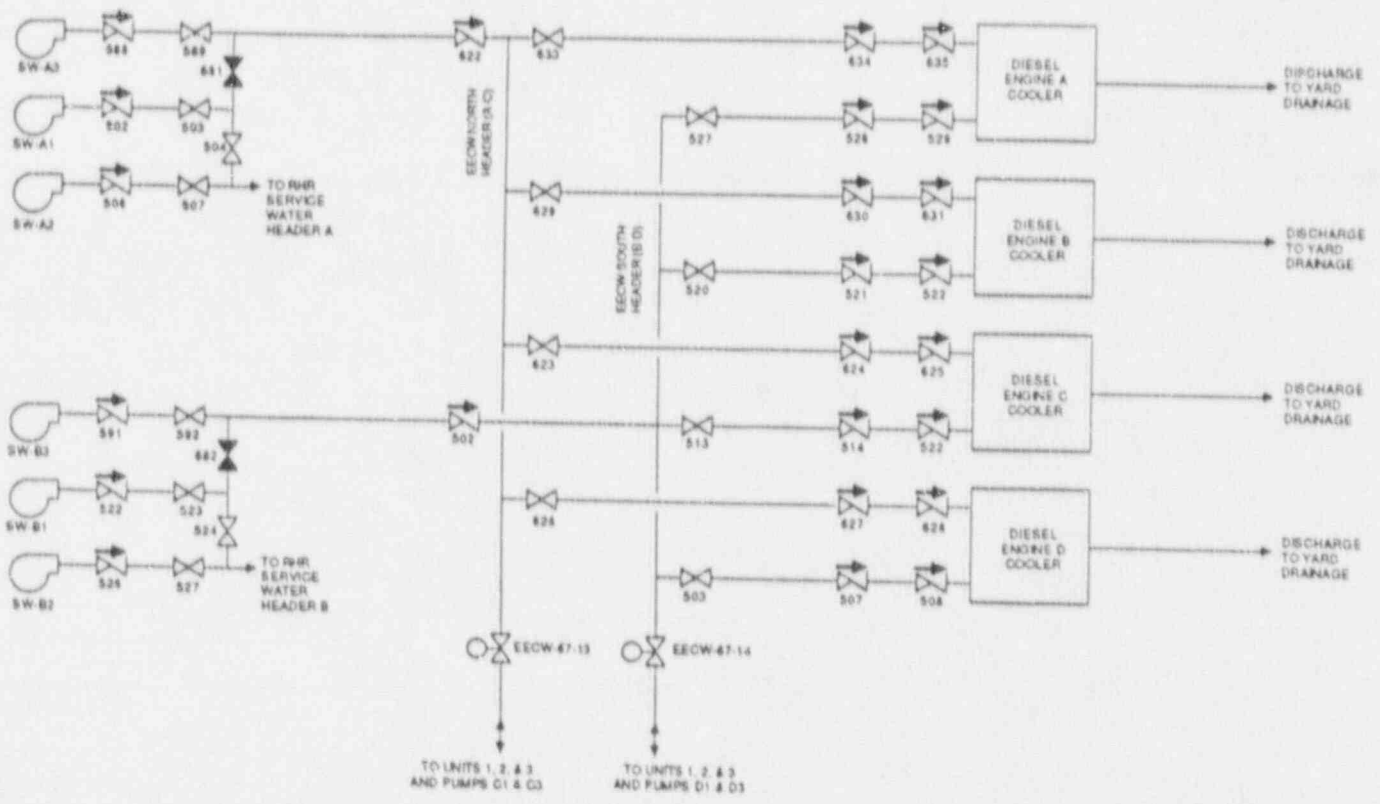 SW-A3
588
589
681
622
633
634
635
DIESEL
ENGINE A
COOLER
DISCHARGE
TO YARD
DRAINAGE
SW-A1
502
503
504
EECW NORTH
HEADER (A-C)
527
528
529
SW-A2
506
507
TO RHR
SERVICE
WATER
HEADER A
629
630
631
DIESEL
ENGINE B
COOLER
DISCHARGE
TO YARD
DRAINAGE
EECW SOUTH
HEADER (B-D)
520
521
522
623
624
625
DIESEL
ENGINE C
COOLER
DISCHARGE
TO YARD
DRAINAGE
SW-B3
591
592
682
502
513
514
522
SW-B1
522
523
524
626
627
628
DIESEL
ENGINE D
COOLER
DISCHARGE
TO YARD
DRAINAGE
SW-B2
526
527
TO RHR
SERVICE
WATER
HEADER B
503
507
508
EECW-67-13
EECW-67-14
TO UNITS 1, 2, & 3
AND PUMPS C1 & C3
TO UNITS 1, 2, & 3
AND PUMPS D1 & D3